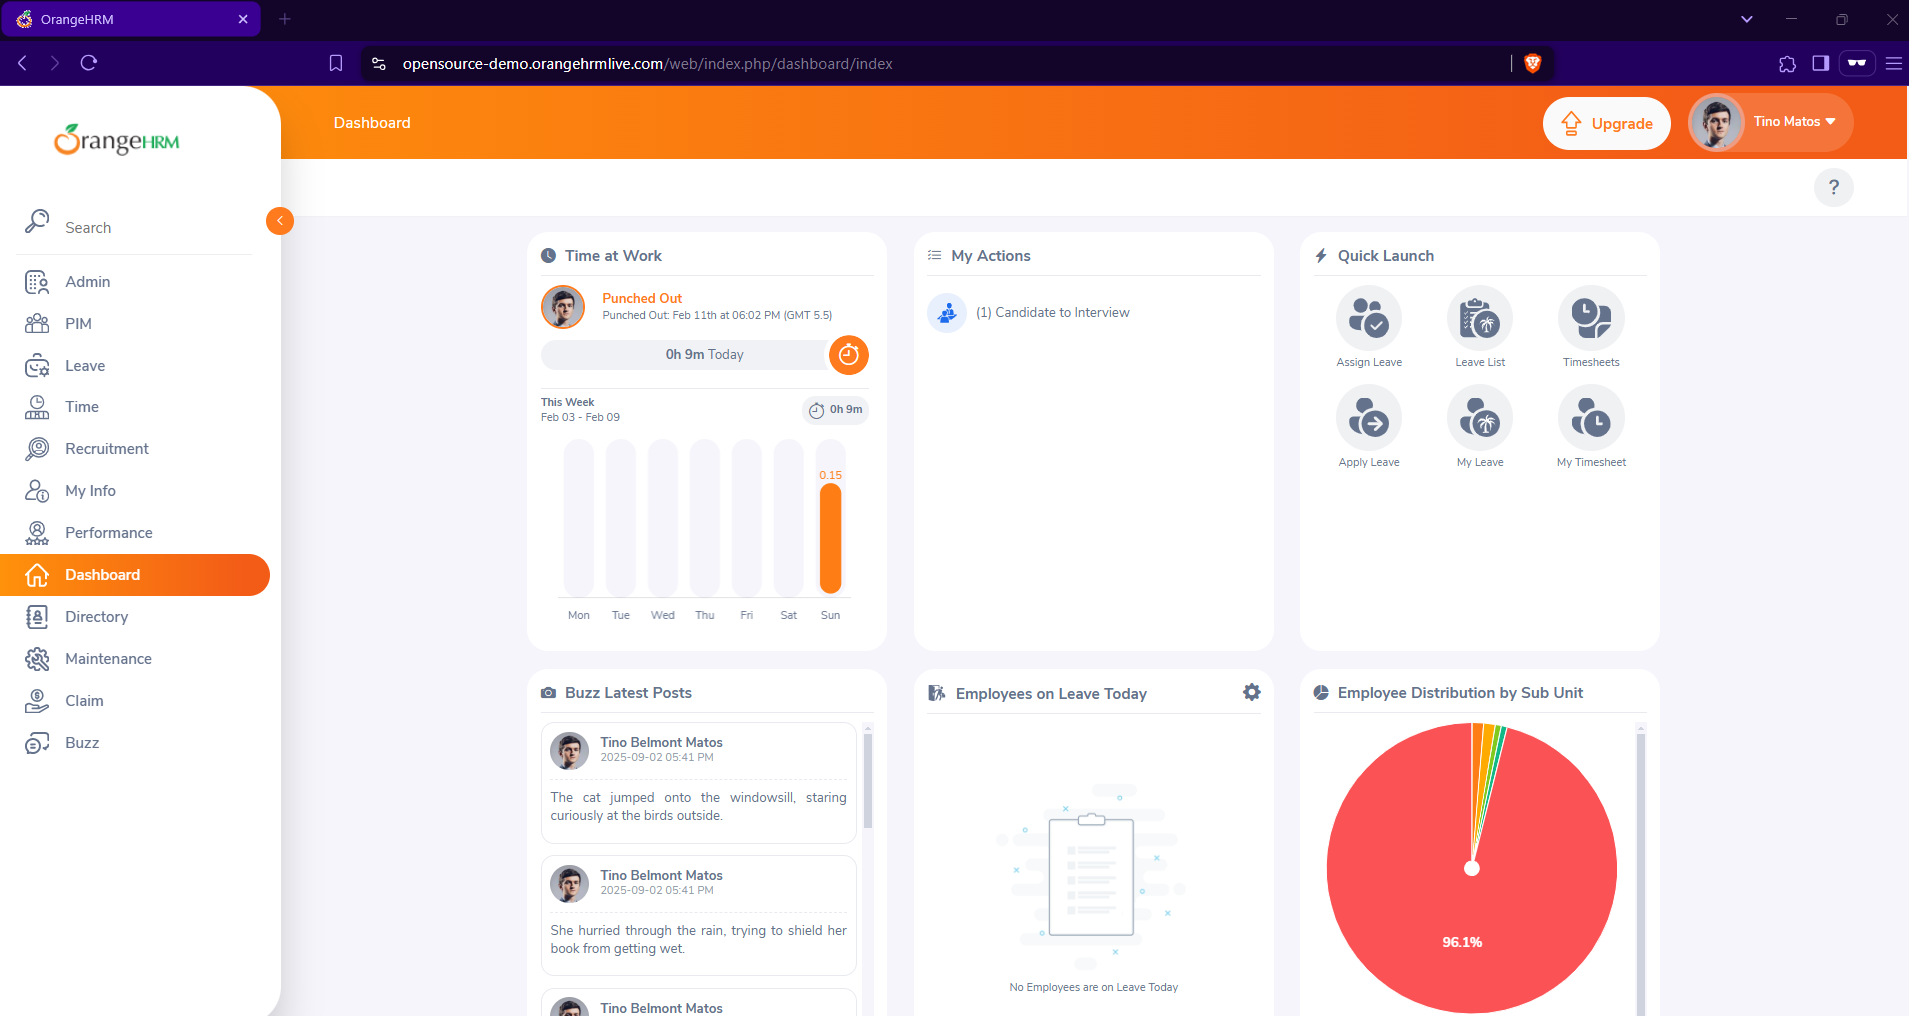 OrangeHRM
opensource-demo.orangehrmlive.com/web/index.php/dashboard/index
OrangeHRM
Dashboard
Upgrade
Tino Matos
?
Search
Admin
PIM
Leave
Time
Recruitment
My Info
Performance
Dashboard
Directory
Maintenance
Claim
Buzz
Time at Work
Punched Out
Punched Out: Feb 11th at 06:02 PM (GMT 5.5)
0h 9m Today
This Week
Feb 03 - Feb 09
0h 9m
0.15
Mon Tue Wed Thu Fri Sat Sun
My Actions
(1) Candidate to Interview
Quick Launch
Assign Leave Leave List Timesheets
Apply Leave My Leave My Timesheet
Buzz Latest Posts
Tino Belmont Matos
2025-09-02 05:41 PM
The cat jumped onto the windowsill, staring
curiously at the birds outside.
Tino Belmont Matos
2025-09-02 05:41 PM
She hurried through the rain, trying to shield her
book from getting wet.
Tino Belmont Matos
Employees on Leave Today
No Employees are on Leave Today
Employee Distribution by Sub Unit
96.1%